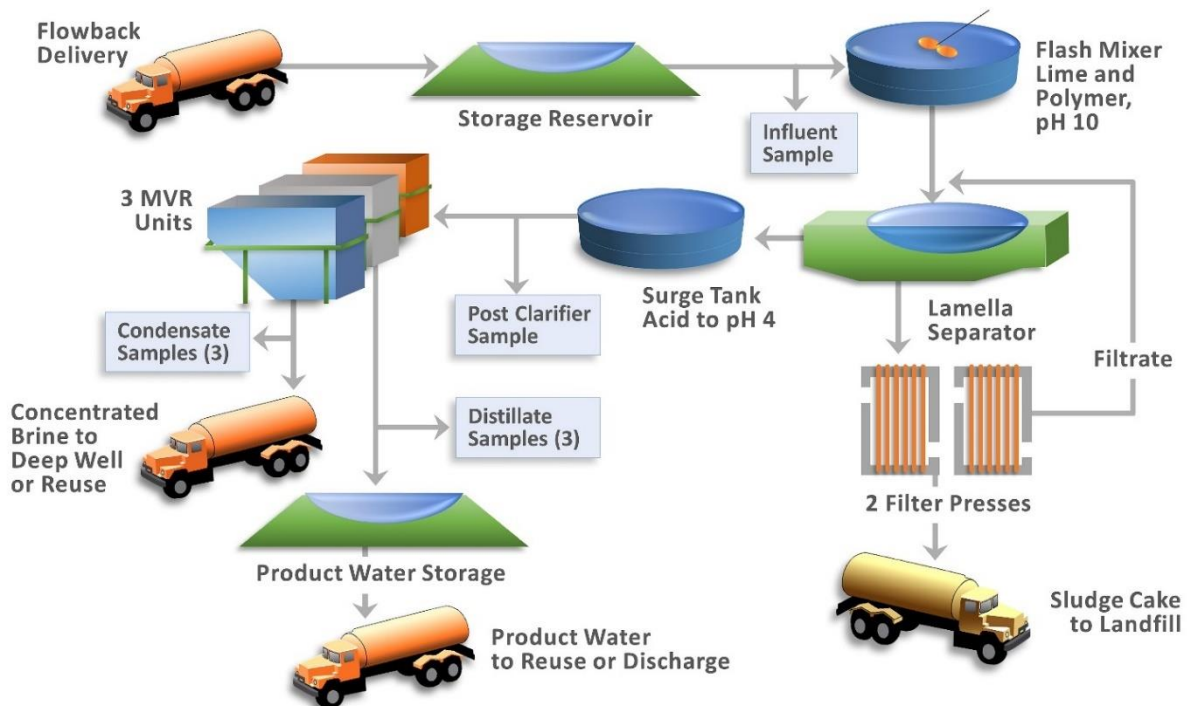 Flowback
Delivery
Storage Reservoir
Influent
Sample
Flash Mixer
Lime and
Polymer,
pH 10
3 MVR
Units
Condensate
Samples (3)
Post Clarifier
Sample
Surge Tank
Acid to pH 4
Lamella
Separator
Filtrate
Concentrated
Brine to
Deep Well
or Reuse
Distillate
Samples (3)
2 Filter Presses
Product Water Storage
Product Water
to Reuse or Discharge
Sludge Cake
to Landfill